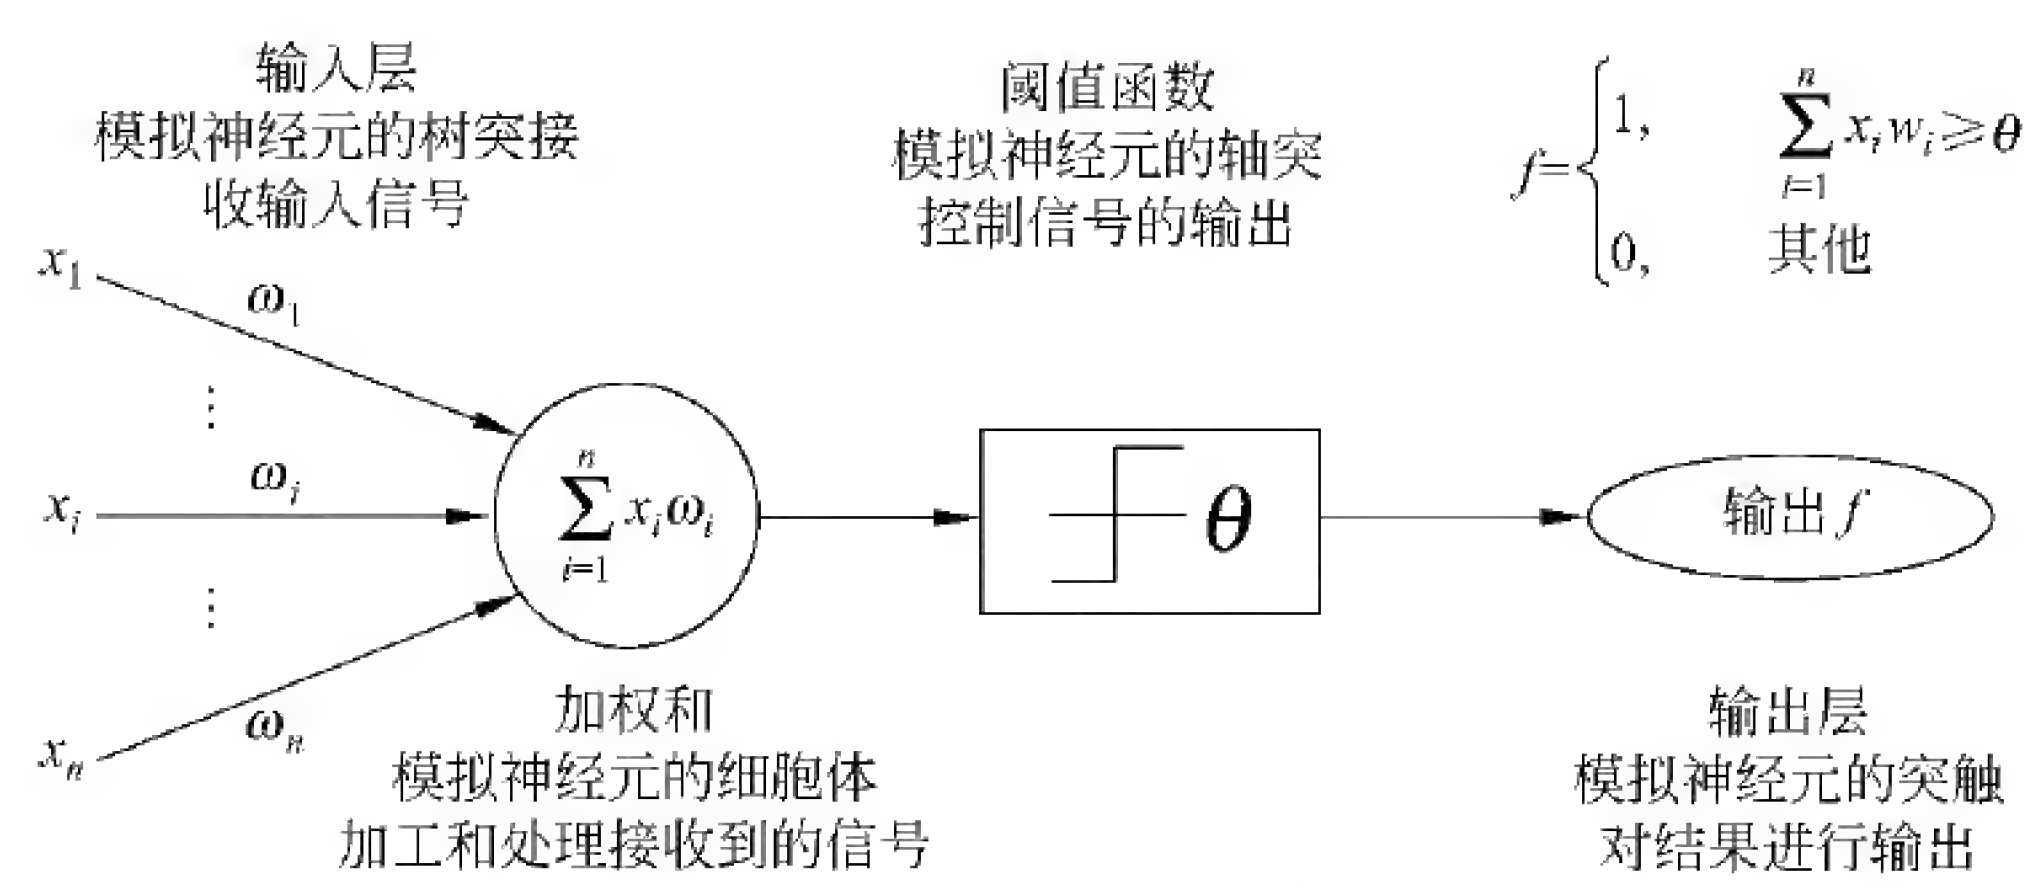 输入层
模拟神经元的树突接
收输入信号
阈值函数
模拟神经元的轴突
控制信号的输出
f={1, ∑_{i=1}^{n} x_i w_i≥θ
0, 其他
x_1
ω_1
⋮
x_i
ω_i
⋮
x_n
ω_n
∑_{i=1}^{n} x_i ω_i
θ
输出 f
加权和
模拟神经元的细胞体
加工和处理接收到的信号
输出层
模拟神经元的突触
对结果进行输出